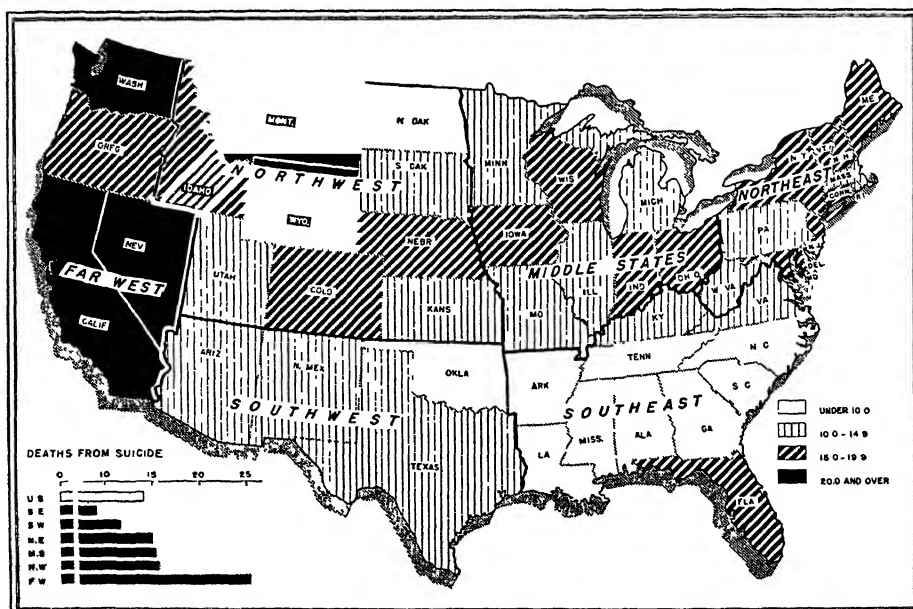 WASH
MONT.
N. DAK
ME
OREG
MINN
S. DAK
WIS
N.H.
IDAHO
NORTHWEST
MICH
MASS
CONN
NORTHEAST
WYO.
NEBR
IOWA
PA
NEV
UTAH
COLO
FAR WEST
MIDDLE STATES
ILL
IND
OHIO
W. VA
VA
KANS
MO
KY
CALIF
ARIZ
N. MEX
OKLA
TENN
N C
ARK
S C
SOUTHWEST
SOUTHEAST
MISS.
ALA
GA
LA
TEXAS
FLA
UNDER 10.0
10.0-14.9
15.0-19.9
20.0 AND OVER
DEATHS FROM SUICIDE
0 10 15 20 25
U S
S E
S W
N.E
M.S
N.W
F W